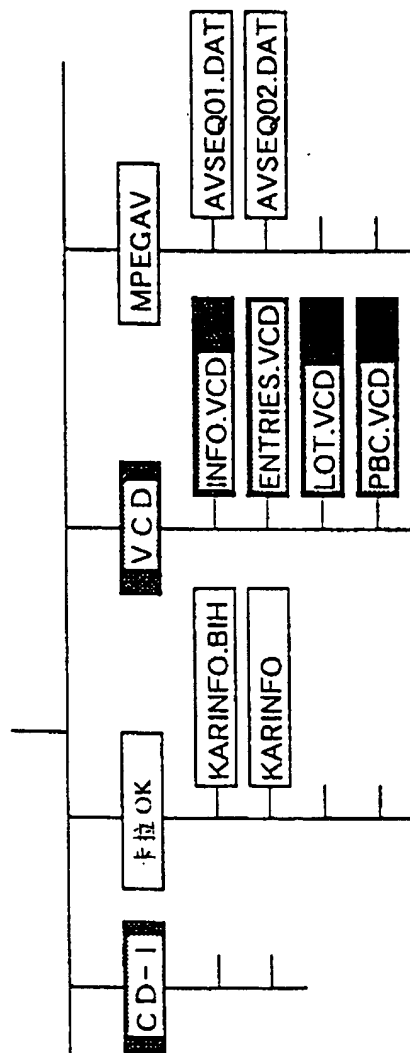 CD-I
卡拉OK
KARINFO.BIH
KARINFO
VCD
INFO.VCD
ENTRIES.VCD
LOT.VCD
PBC.VCD
MPEGAV
AVSEQ01.DAT
AVSEQ02.DAT